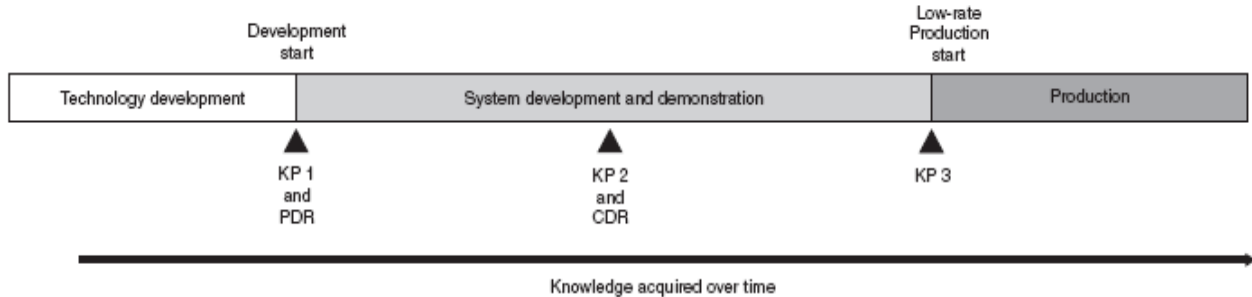 Development
start
Low-rate
Production
start
Technology development
System development and demonstration
Production
KP 1
and
PDR
KP 2
and
CDR
KP 3
Knowledge acquired over time